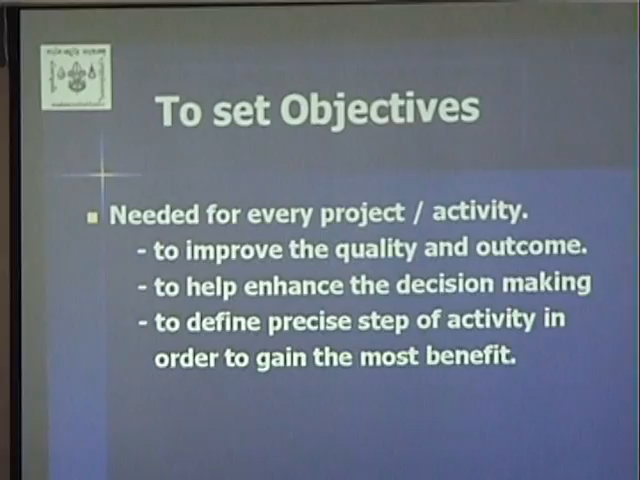 To set Objectives
Needed for every project / activity.
- to improve the quality and outcome.
- to help enhance the decision making
- to define precise step of activity in
order to gain the most benefit.